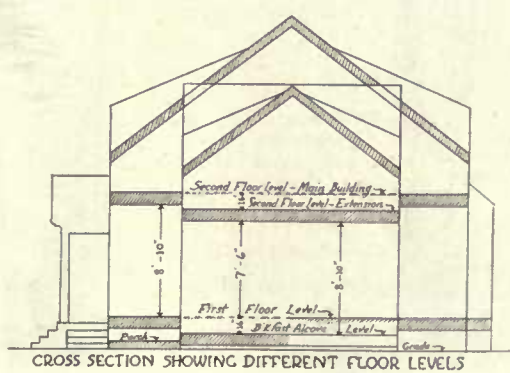 Second Floor Level - Main Building
Second Floor Level - Extension
8'-10"
7'-6"
8'-10"
First Floor Level
B'k'fast Alcove Level
Porch
Grade
CROSS SECTION SHOWING DIFFERENT FLOOR LEVELS